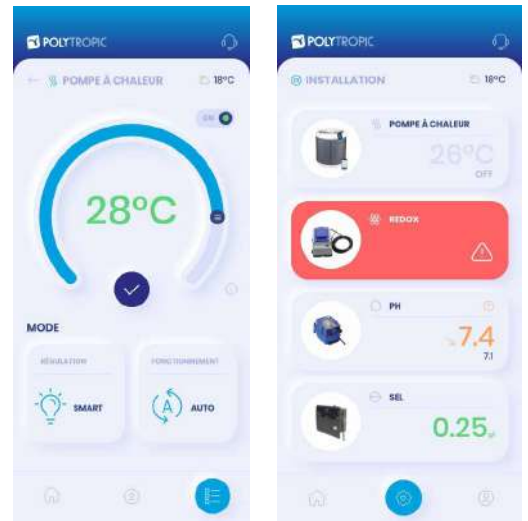 POLYTROPIC
POMPE À CHALEUR
18°C
ON
28°C
MODE
RÉGULATION
SMART
FONCTIONNEMENT
AUTO
POLYTROPIC
INSTALLATION
18°C
POMPE À CHALEUR
26°C
OFF
REDOX
PH
7.4
7.1
SEL
0.25